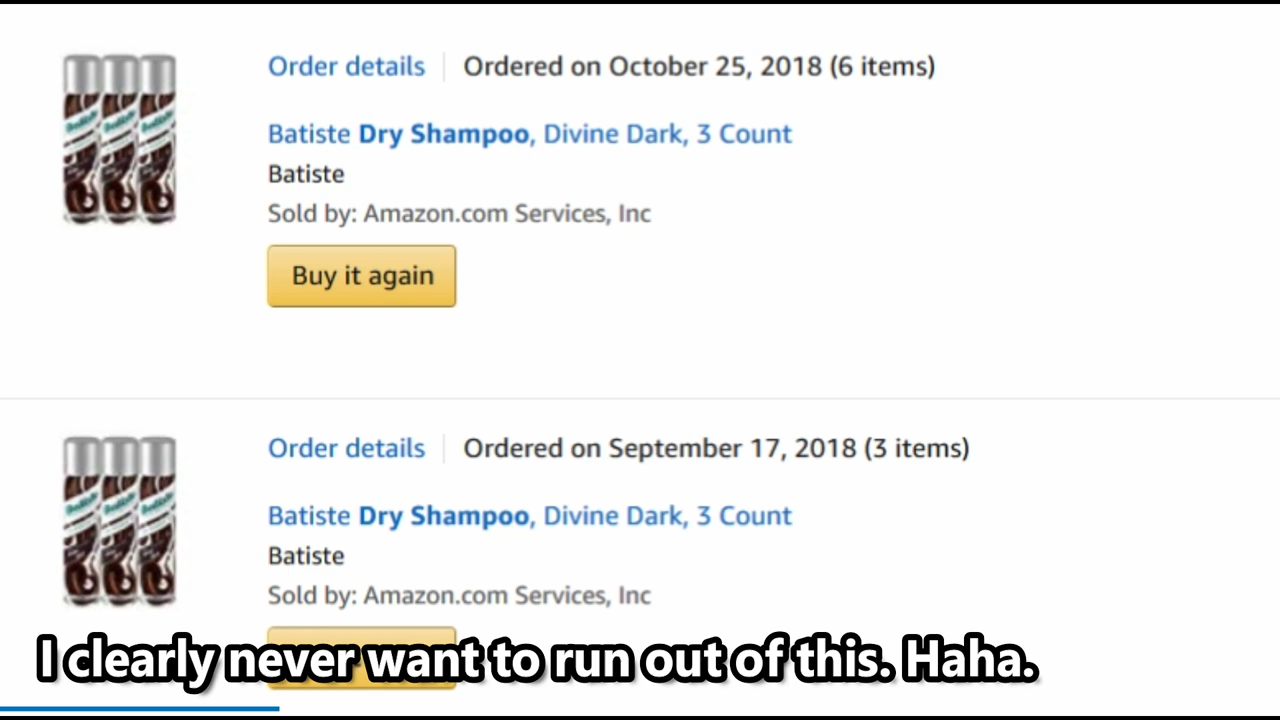 Order details Ordered on October 25, 2018 (6 items)
Batiste Dry Shampoo, Divine Dark, 3 Count
Batiste
Sold by: Amazon.com Services, Inc
Buy it again
Order details Ordered on September 17, 2018 (3 items)
Batiste Dry Shampoo, Divine Dark, 3 Count
Batiste
Sold by: Amazon.com Services, Inc
I clearly never want to run out of this. Haha.